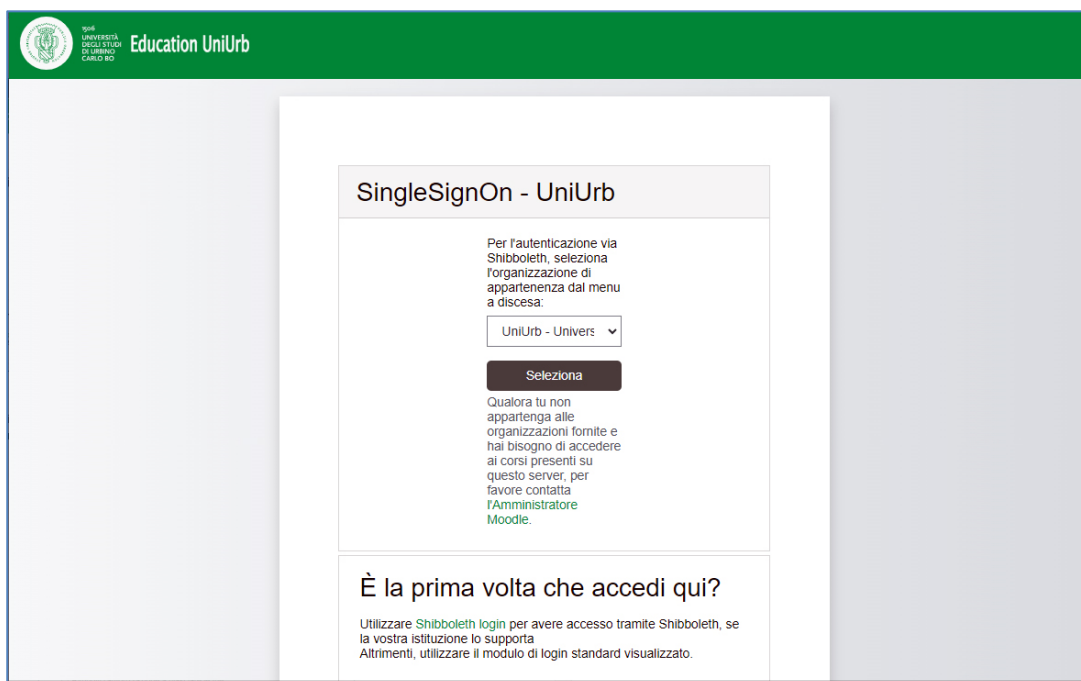 1506
UNIVERSITÀ
DEGLI STUDI
DI URBINO
CARLO BO
Education UniUrb
SingleSignOn - UniUrb
Per l'autenticazione via
Shibboleth, seleziona
l'organizzazione di
appartenenza dal menu
a discesa:
UniUrb - Univers
Seleziona
Qualora tu non
appartenga alle
organizzazioni fornite e
hai bisogno di accedere
ai corsi presenti su
questo server, per
favore contatta
l'Amministratore
Moodle.
È la prima volta che accedi qui?
Utilizzare Shibboleth login per avere accesso tramite Shibboleth, se
la vostra istituzione lo supporta
Altrimenti, utilizzare il modulo di login standard visualizzato.